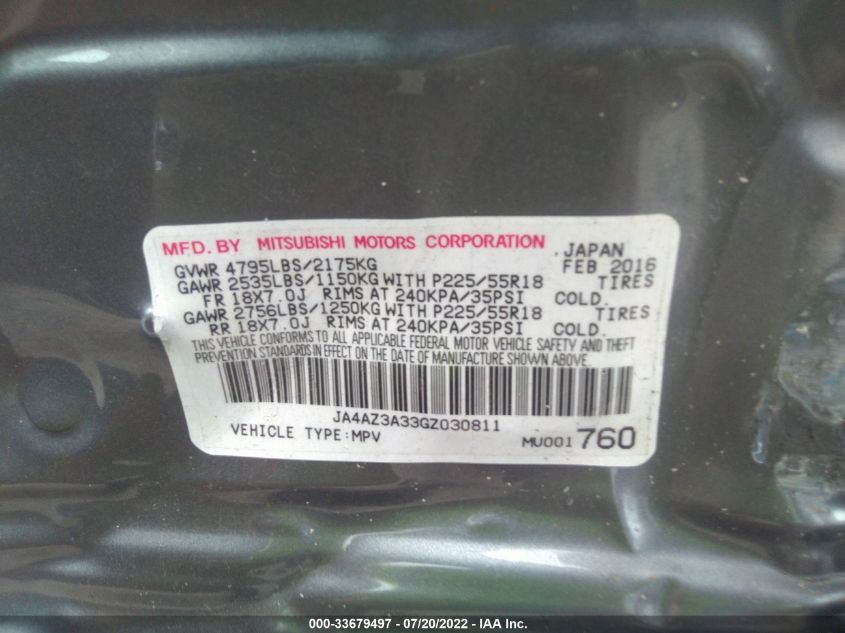 MFD. BY MITSUBISHI MOTORS CORPORATION , JAPAN
GVWR 4795LBS/2175KG FEB 2016
GAWR 2535LBS/1150KG WITH P225/55R18 TIRES
FR 18X7.0J RIMS AT 240KPA/35PSI COLD.
GAWR 2756LBS/1250KG WITH P225/55R18 TIRES
RR 18X7.0J RIMS AT 240KPA/35PSI COLD.
THIS VEHICLE CONFORMS TO ALL APPLICABLE FEDERAL MOTOR VEHICLE SAFETY AND THEFT
PREVENTION STANDARDS IN EFFECT ON THE DATE OF MANUFACTURE SHOWN ABOVE.
JA4AZ3A33GZ030811
VEHICLE TYPE:MPV MU001760
000-33679497 - 07/20/2022 - IAA Inc.